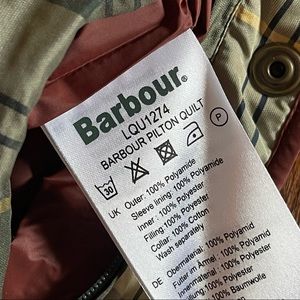 Barbour®
LQU1274
BARBOUR PILTON QUILT
30
P
UK Outer: 100% Polyamide
Sleeve lining: 100% Polyamide
Inner: 100% Polyester
Filling: 100% Polyester
Collar: 100% Cotton
Wash separately
DE Obermaterial: 100% Polyamid
Futter im Ärmel: 100% Polyamid
100% Polyester
100% Polyester
100% Baumwolle